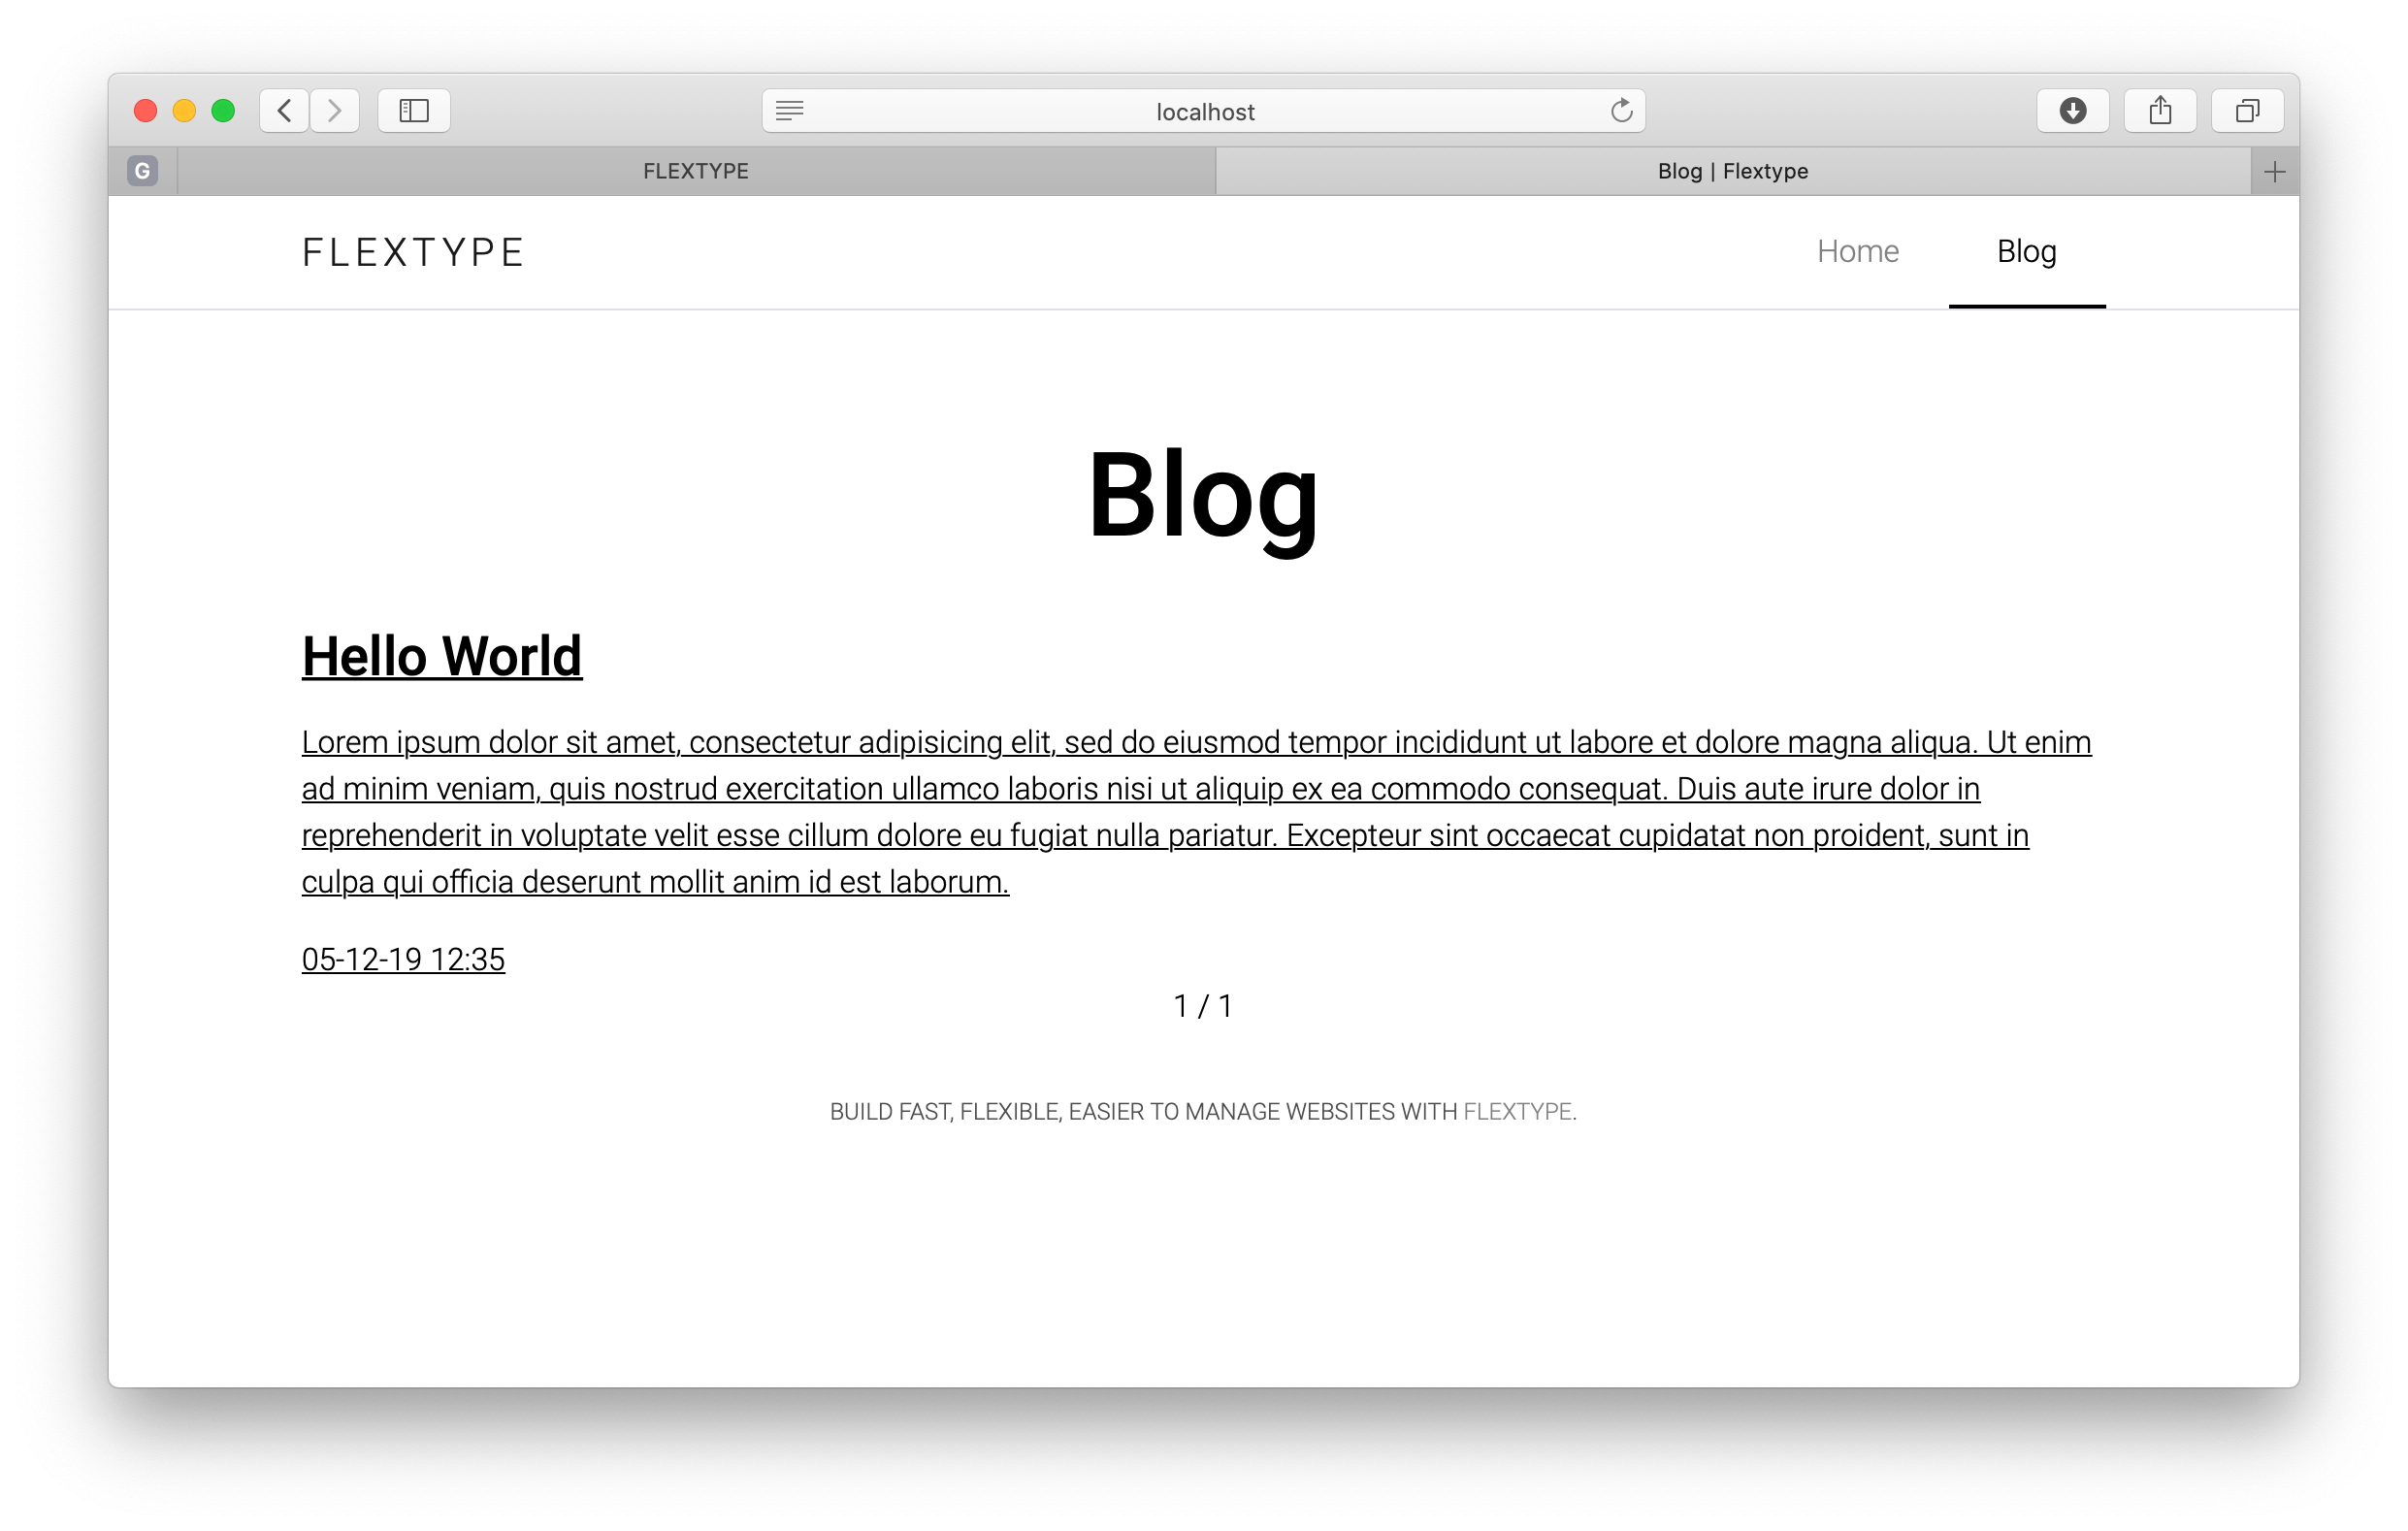 localhost
G
FLEXTYPE
Blog | Flextype
FLEXTYPE
Home
Blog
Blog
Hello World
Lorem ipsum dolor sit amet, consectetur adipisicing elit, sed do eiusmod tempor incididunt ut labore et dolore magna aliqua. Ut enim
ad minim veniam, quis nostrud exercitation ullamco laboris nisi ut aliquip ex ea commodo consequat. Duis aute irure dolor in
reprehenderit in voluptate velit esse cillum dolore eu fugiat nulla pariatur. Excepteur sint occaecat cupidatat non proident, sunt in
culpa qui officia deserunt mollit anim id est laborum.
05-12-19 12:35
1 / 1
BUILD FAST, FLEXIBLE, EASIER TO MANAGE WEBSITES WITH FLEXTYPE.